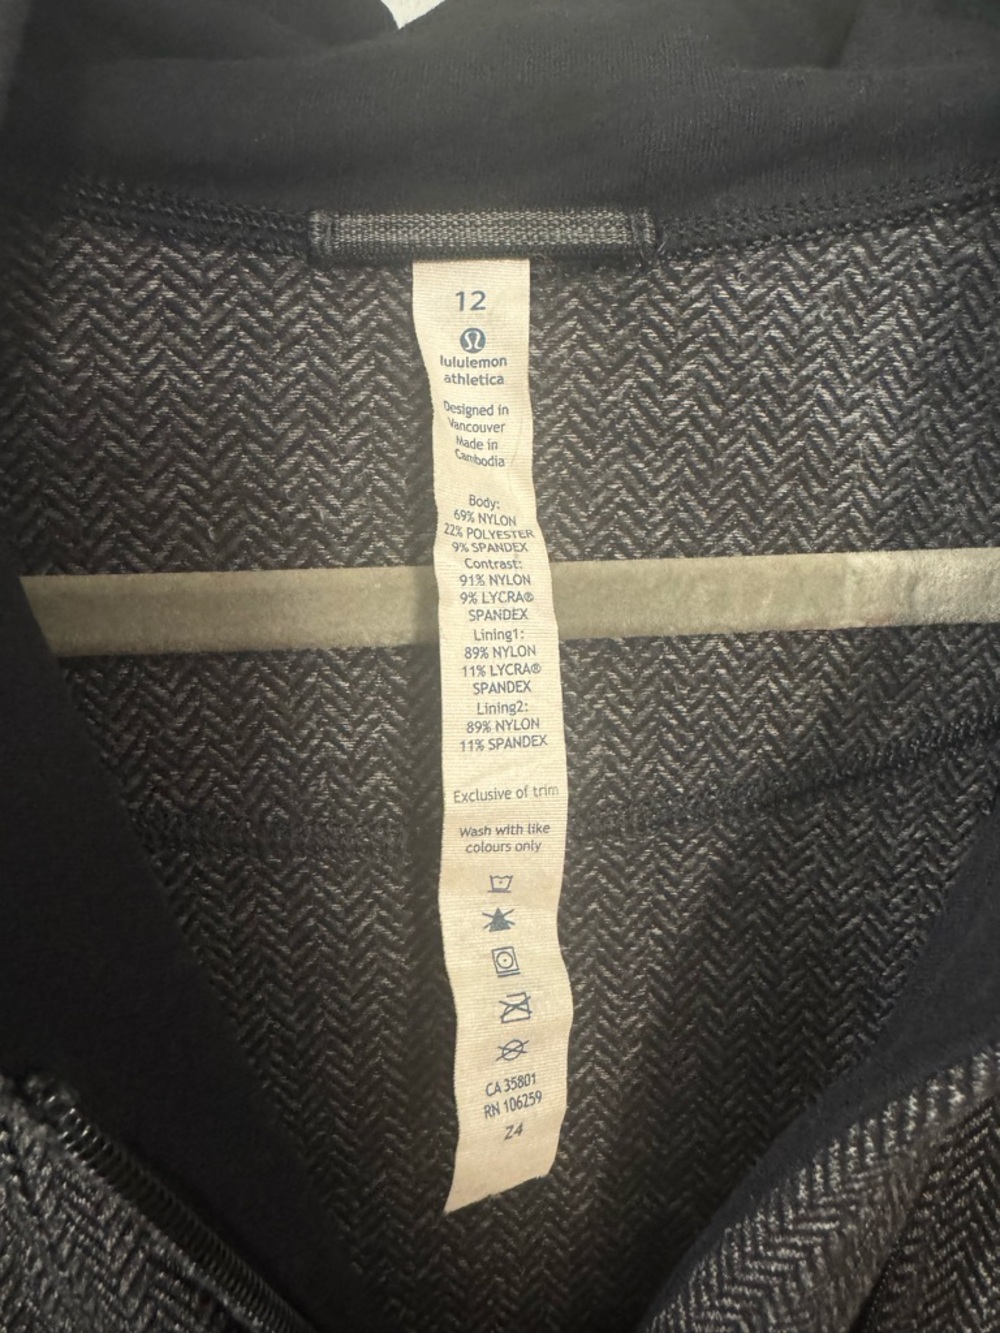 12
lululemon
athletica
Designed in
Vancouver
Made in
Cambodia
Body:
69% NYLON
22% POLYESTER
9% SPANDEX
Contrast:
91% NYLON
9% LYCRA®
SPANDEX
Lining1:
89% NYLON
11% LYCRA®
SPANDEX
Lining2:
89% NYLON
11% SPANDEX
Exclusive of trim
Wash with like
colours only
CA 35801
RN 106259
Z4